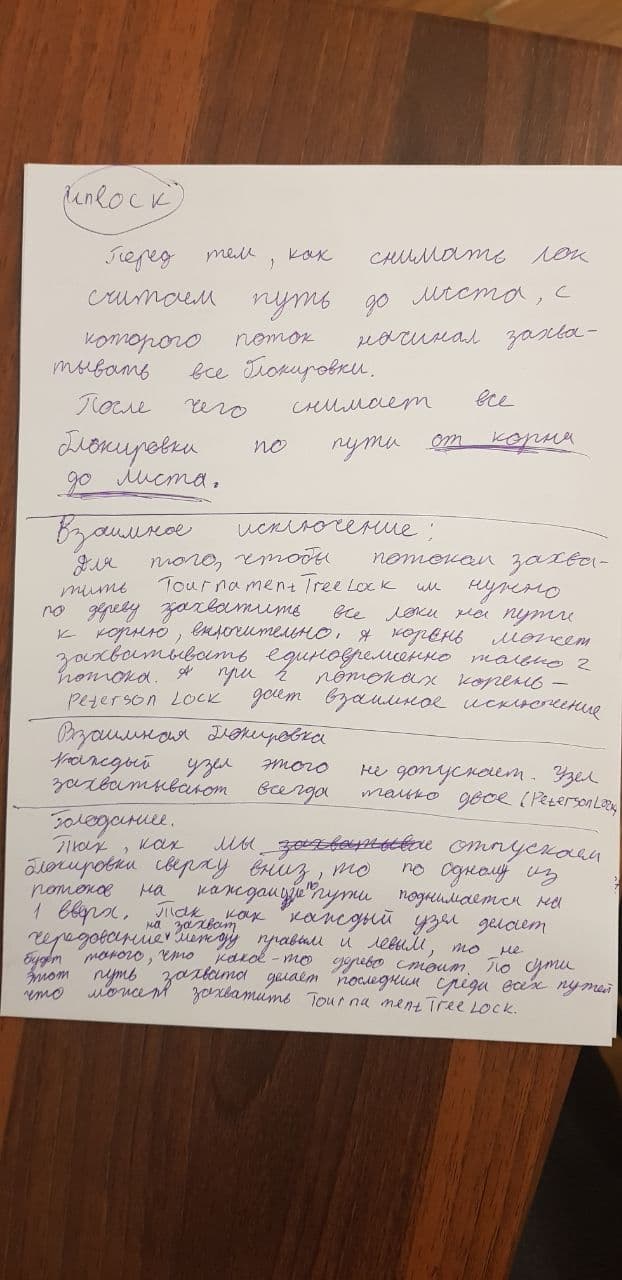 unlock
Перед тем, как снимать лок
считаем путь до листа, с
которого поток начинал захва-
тывать все блокировки.
После чего снимает все
блокировки по пути от корня
до листа.
Взаимное исключение:
Для того, чтобы потокам захва-
тить TournamentTreeLock им нужно
по дереву захватить все локи на пути
к корню, включительно. А корень может
захватывать единовременно только 2
потока. А при 2 потоках корень –
Peterson Lock дает взаимное исключение
Взаимная блокировка
Каждый узел этого не допускает. Узел
захватывают всегда только двое (PetersonLock
Голодание.
Так, как мы захватывае отпускаем
блокировки сверху вниз, то по одному из
потоков на каждом пути поднимается на
1 вверх. Так как каждый узел делает
чередование на захват между правым и левым, то не
будет такого, что какое-то дерево стоит. По сути
этот путь захвата делает последним среди всех путей
что может захватить TournamentTreeLock.